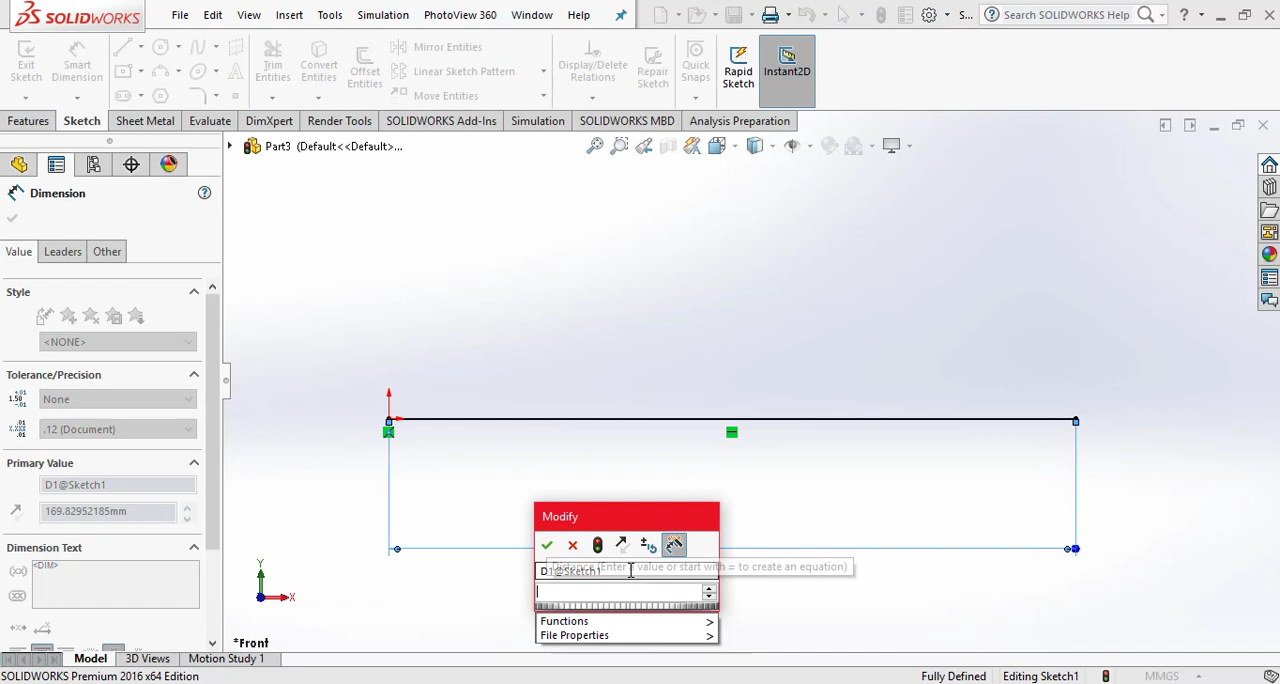 SOLIDWORKS File Edit View Insert Tools Simulation PhotoView 360 Window Help S... Search SOLIDWORKS Help ?
Exit Sketch Smart Dimension Trim Entities Convert Entities Offset Entities Mirror Entities Linear Sketch Pattern Move Entities Display/Delete Relations Repair Sketch Quick Snaps Rapid Sketch Instant2D
Features Sketch Sheet Metal Evaluate DimXpert Render Tools SOLIDWORKS Add-Ins Simulation SOLIDWORKS MBD Analysis Preparation
Part3 (Default<<Default>...
Dimension
Value Leaders Other
Style
<NONE>
Tolerance/Precision
None
.12 (Document)
Primary Value
D1@Sketch1
169.82952185mm
Dimension Text
<DIM>
Modify
Distance (Enter a value or start with = to create an equation)
D1@Sketch1
Functions >
File Properties >
Y
X
*Front
Model 3D Views Motion Study 1
SOLIDWORKS Premium 2016 x64 Edition Fully Defined Editing Sketch1 MMGS